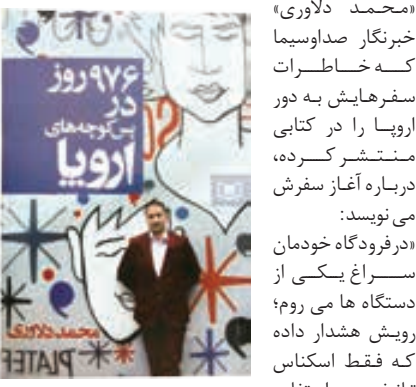 «محمد دلاوری»
خبرنگار صداوسیما
که خاطرات
سفرهایش به دور
اروپا را در کتابی
منتشر کرده،
درباره آغاز سفرش
می نویسد:
«در فرودگاه خودمان
سراغ یکی از
دستگاه ها می روم؛
رویش هشدار داده
که فقط اسکناس
۹۷۶ روز
در
پس‌کوچه‌های
اروپا
محمد دلاوری